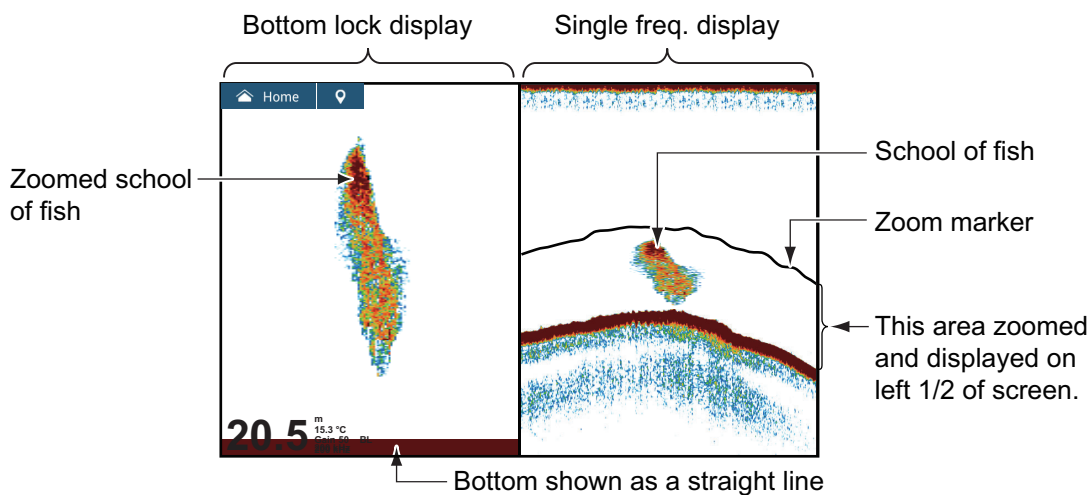 Bottom lock display
Single freq. display
Home
Zoomed school
of fish
School of fish
Zoom marker
This area zoomed
and displayed on
left 1/2 of screen.
20.5
m
15.3 °C
Bottom shown as a straight line